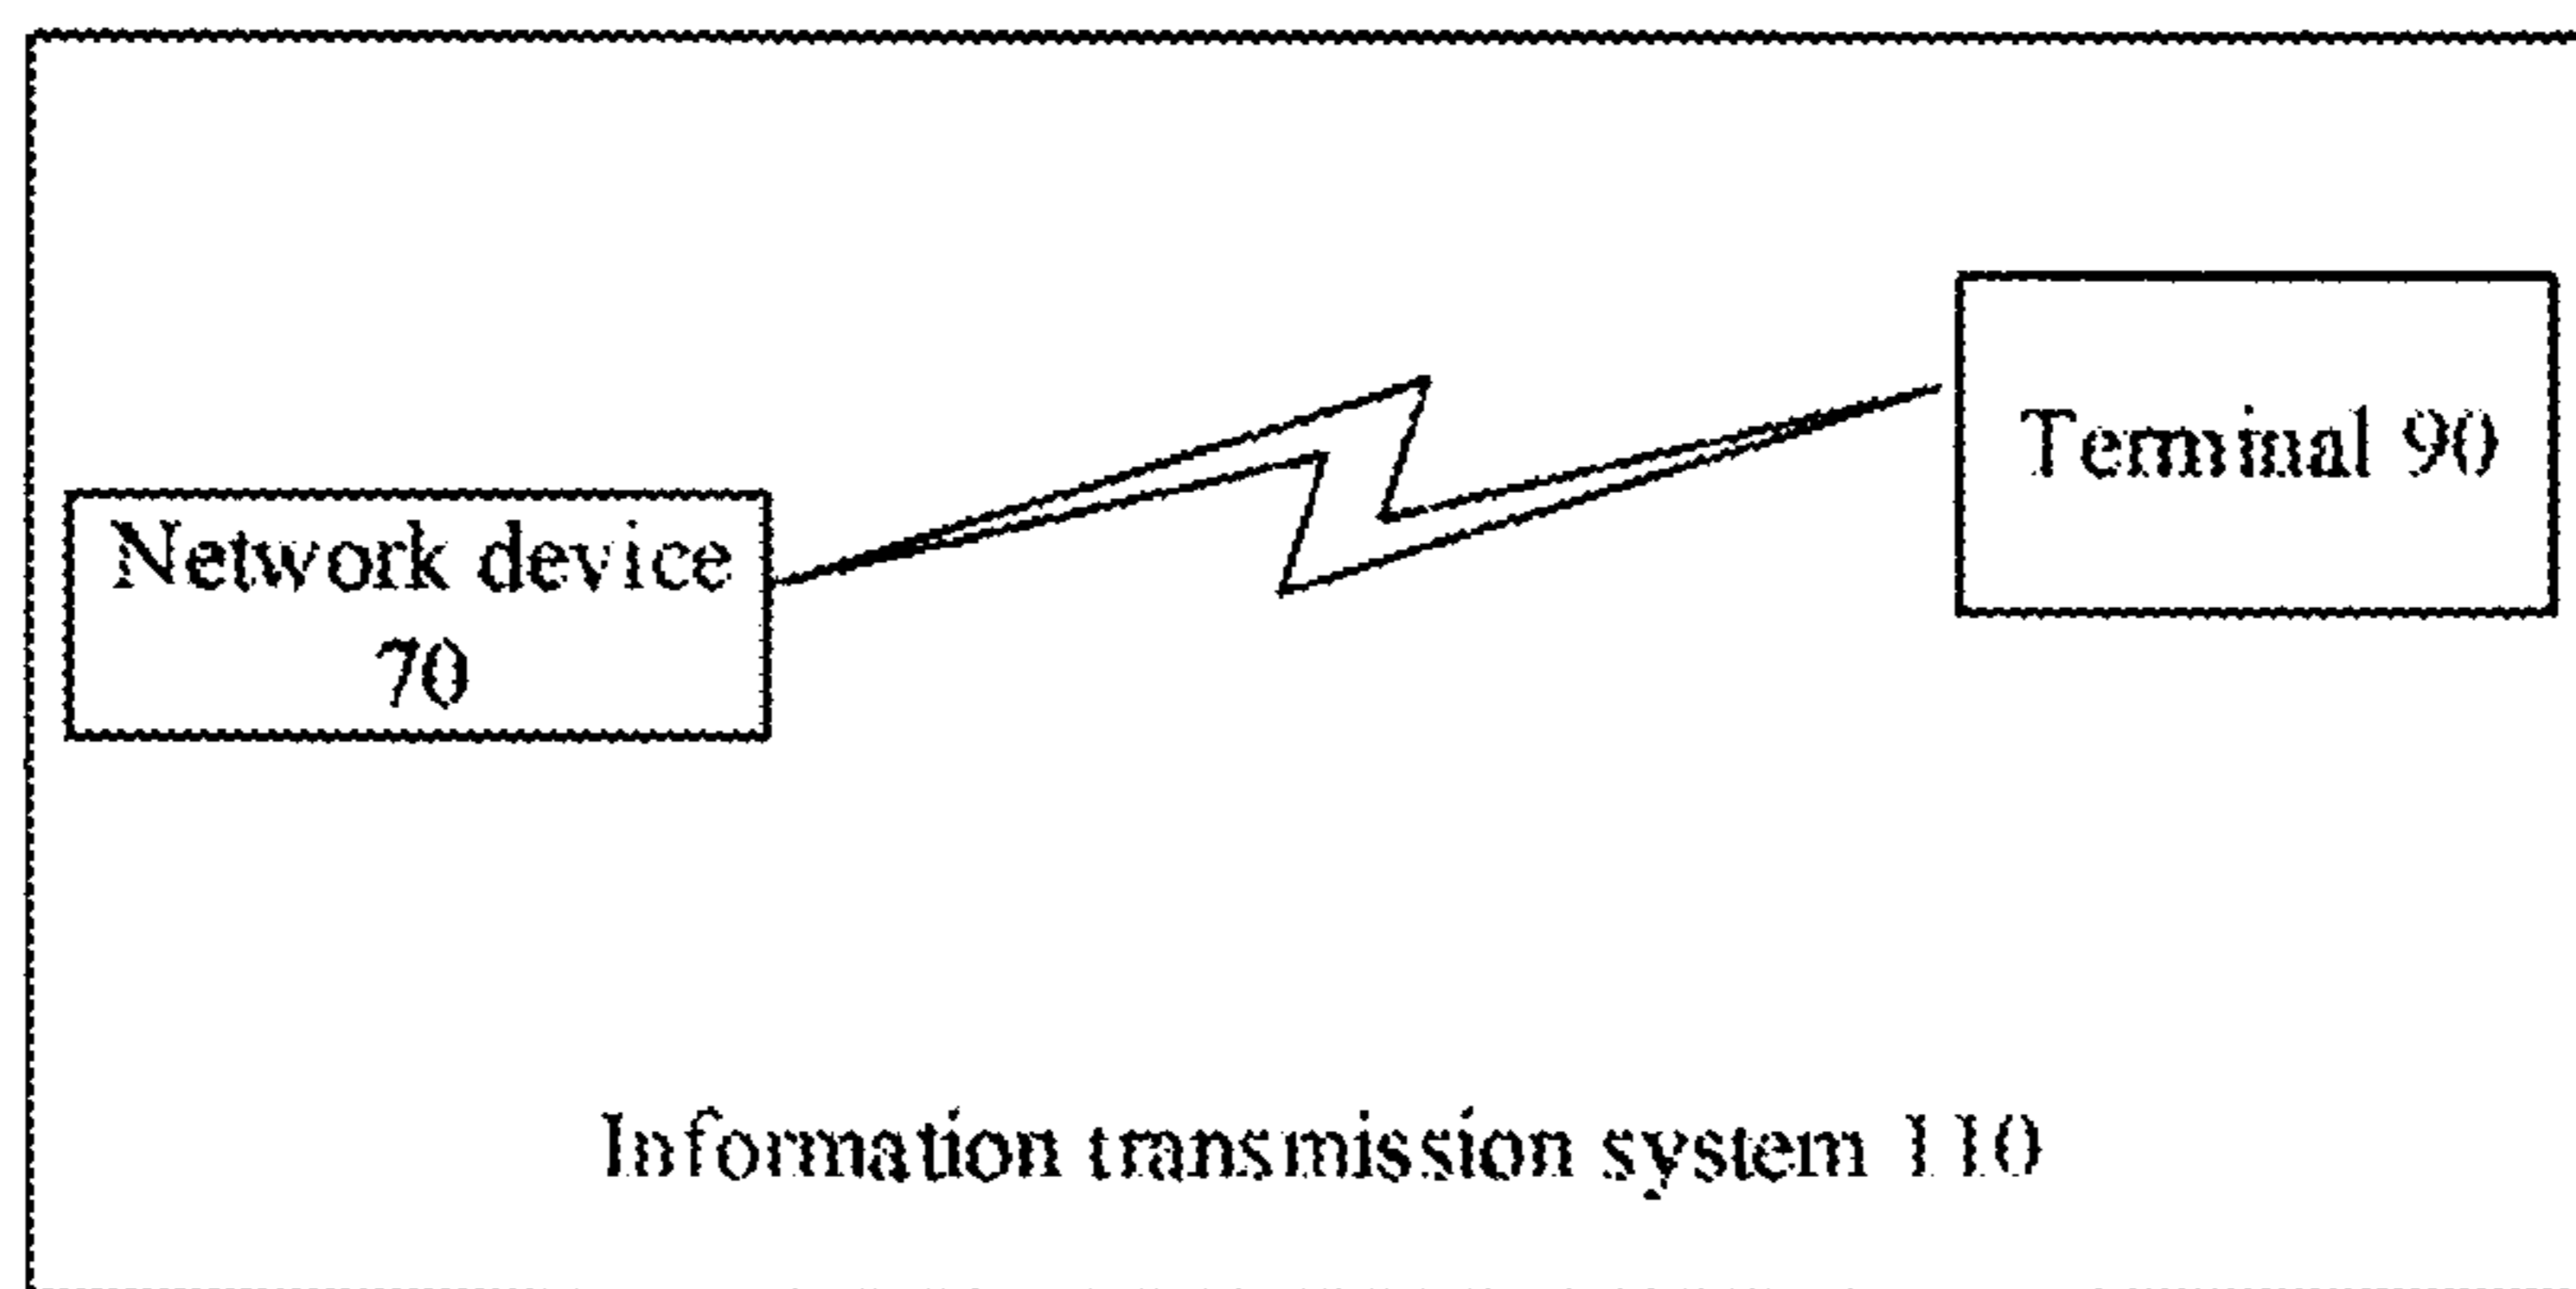 Terminal 90
Network device
70
Information transmission system 110